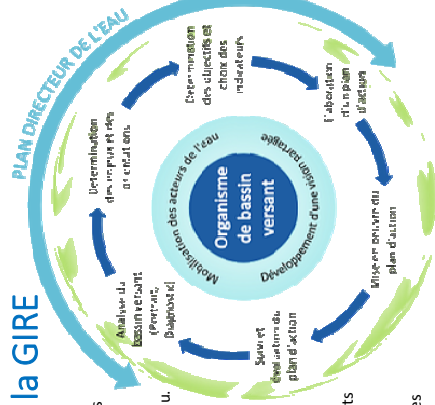 la GIRE
PLAN DIRECTEUR DE L'EAU
Analyse du
bassin versant
(Portrait,
Diagnostic)
Détermination
des enjeux et des
orientations
Détermination
des objectifs et
choix des
indicateurs
Élaboration
d'un plan
d'action
Mise en oeuvre du
plan d'action
Suivi et
évaluation du
plan d'action
Mobilisation des acteurs de l'eau
Organisme
de bassin
versant
Développement d'une vision partagée
s
u.
ts
es